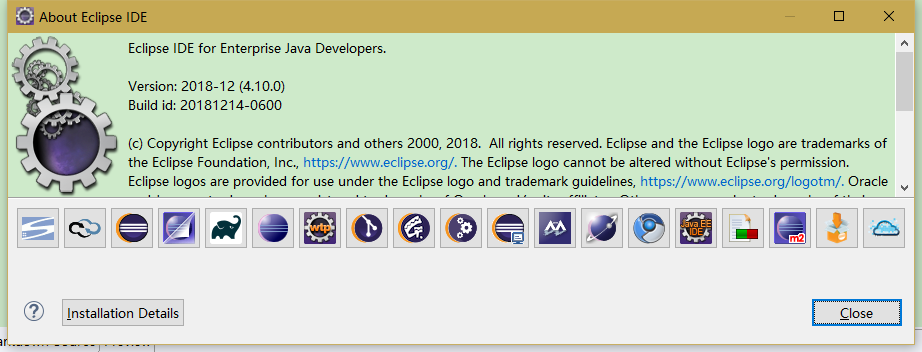 About Eclipse IDE
Eclipse IDE for Enterprise Java Developers.
Version: 2018-12 (4.10.0)
Build id: 20181214-0600
(c) Copyright Eclipse contributors and others 2000, 2018.  All rights reserved. Eclipse and the Eclipse logo are trademarks of
the Eclipse Foundation, Inc., https://www.eclipse.org/. The Eclipse logo cannot be altered without Eclipse's permission.
Eclipse logos are provided for use under the Eclipse logo and trademark guidelines, https://www.eclipse.org/logotm/. Oracle
wtp
Java EE
IDE
m2
?
Installation Details
Close